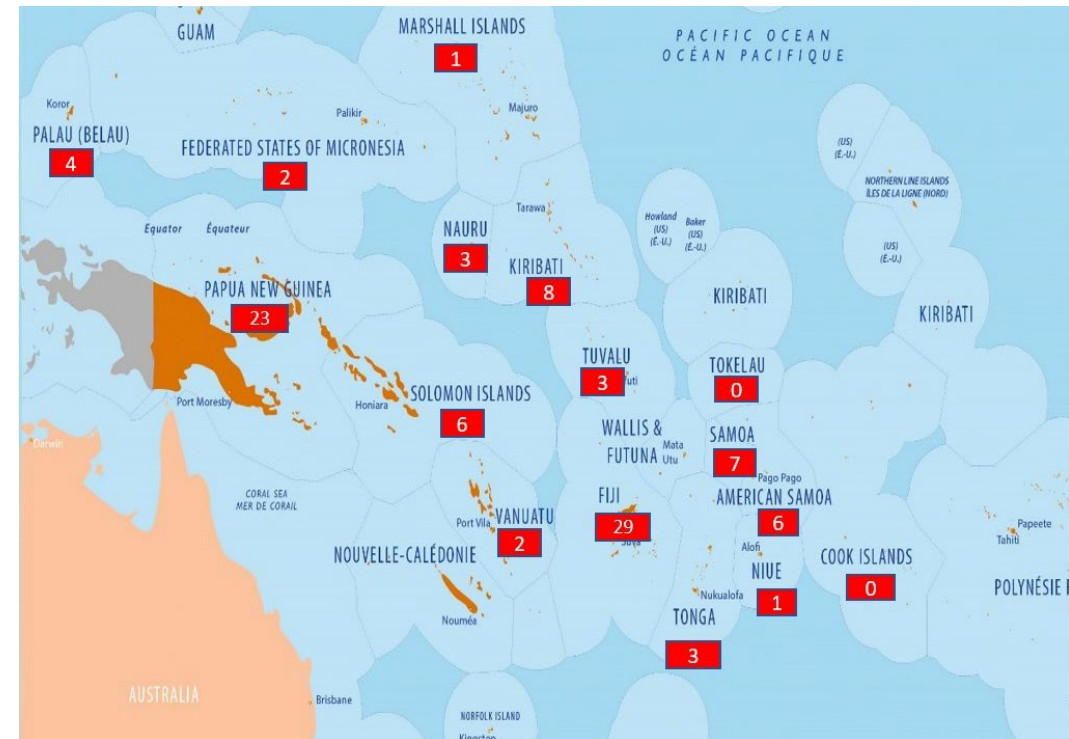 GUAM
MARSHALL ISLANDS
1
PACIFIC OCEAN
OCÉAN PACIFIQUE
Koror
PALAU (BELAU)
4
Palikir
FEDERATED STATES OF MICRONESIA
2
Majuro
(US)
(É.-U.)
NORTHERN LINE ISLANDS
ÎLES DE LA LIGNE (NORD)
Tarawa
NAURU
3
KIRIBATI
8
Howland
(US)
(É.-U.)
Baker
(US)
(É.-U.)
(US)
(É.-U.)
Equator
Équateur
PAPUA NEW GUINEA
23
KIRIBATI
KIRIBATI
TUVALU
3
TOKELAU
0
Port Moresby
Honiara
SOLOMON ISLANDS
6
Darwin
WALLIS &
FUTUNA
Mata
Utu
SAMOA
7
Pago Pago
AMERICAN SAMOA
6
CORAL SEA
MER DE CORAIL
Port Vila
VANUATU
2
FIJI
29
Suva
NOUVELLE-CALÉDONIE
Nouméa
Alofi
NIUE
1
COOK ISLANDS
0
Papeete
Tahiti
Nukualofa
TONGA
3
AUSTRALIA
Brisbane
NORFOLK ISLAND
Kingston